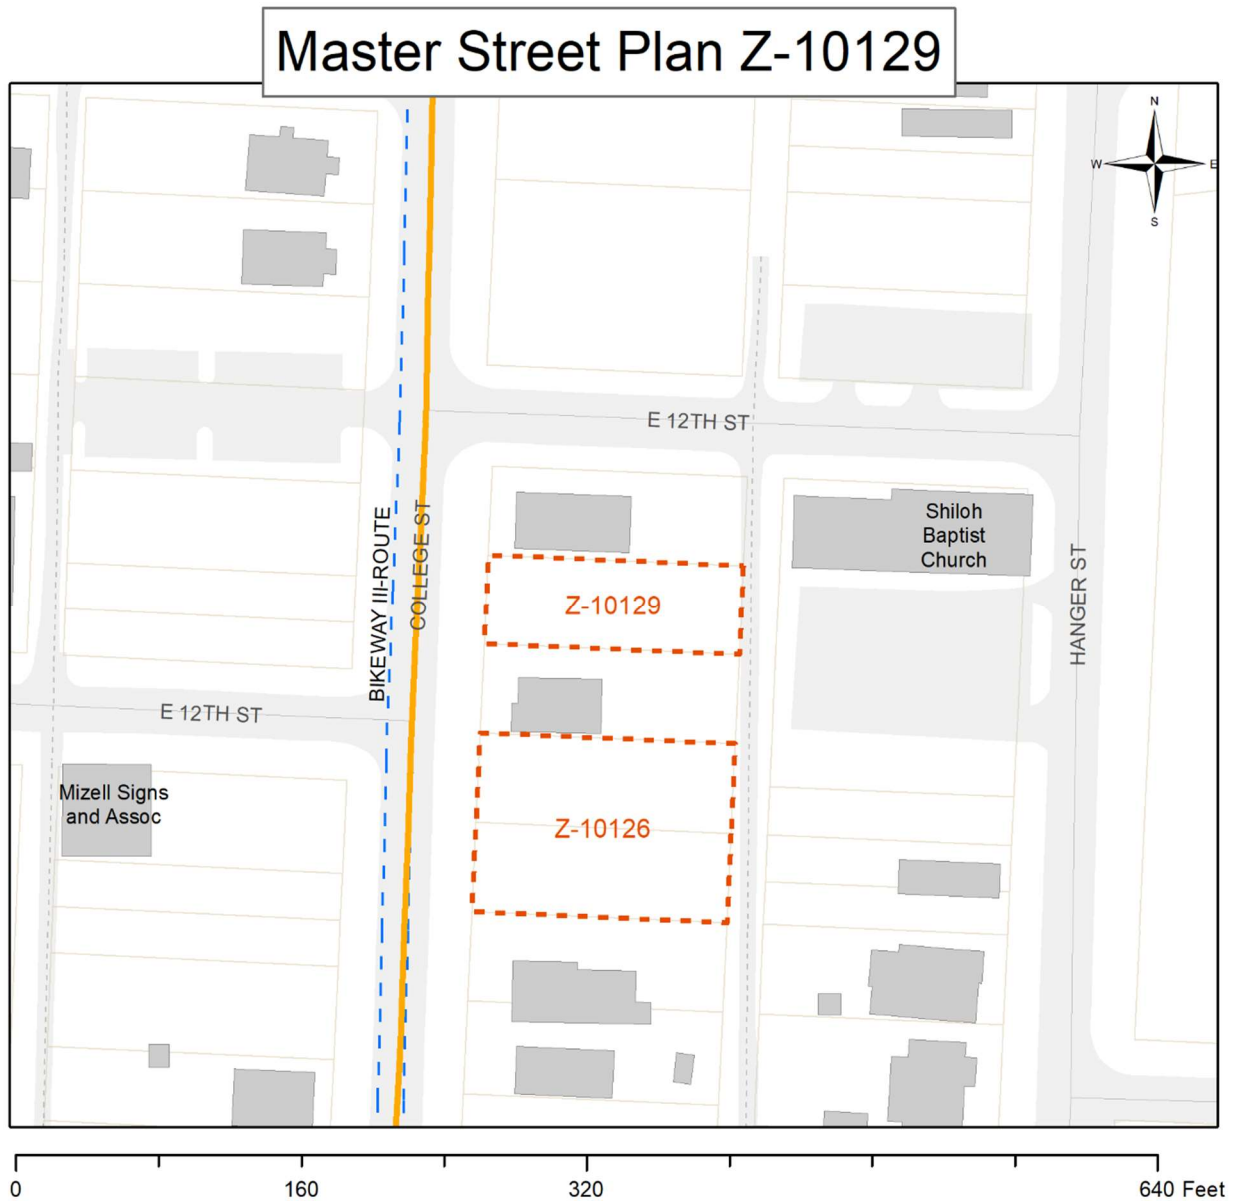 Master Street Plan Z-10129
N
W
E
S
E 12TH ST
BIKEWAY III-ROUTE
COLLEGE ST
Shiloh
Baptist
Church
HANGER ST
Z-10129
E 12TH ST
Mizell Signs
and Assoc
Z-10126
0
160
320
640 Feet